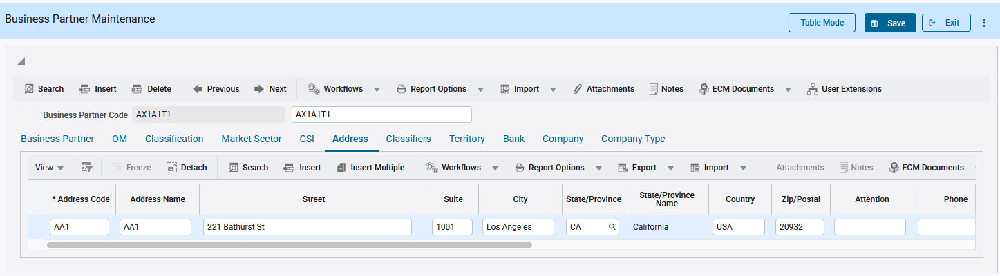 Business Partner Maintenance
Table Mode Save Exit
Search Insert Delete Previous Next Workflows Report Options Import Attachments Notes ECM Documents User Extensions
Business Partner Code AX1A1T1 AX1A1T1
Business Partner OM Classification Market Sector CSI Address Classifiers Territory Bank Company Company Type
View Freeze Detach Search Insert Insert Multiple Workflows Report Options Export Import Attachments Notes ECM Documents
* Address Code Address Name Street Suite City State/Province State/Province Name Country Zip/Postal Attention Phone
AA1 AA1 221 Bathurst St 1001 Los Angeles CA California USA 20932